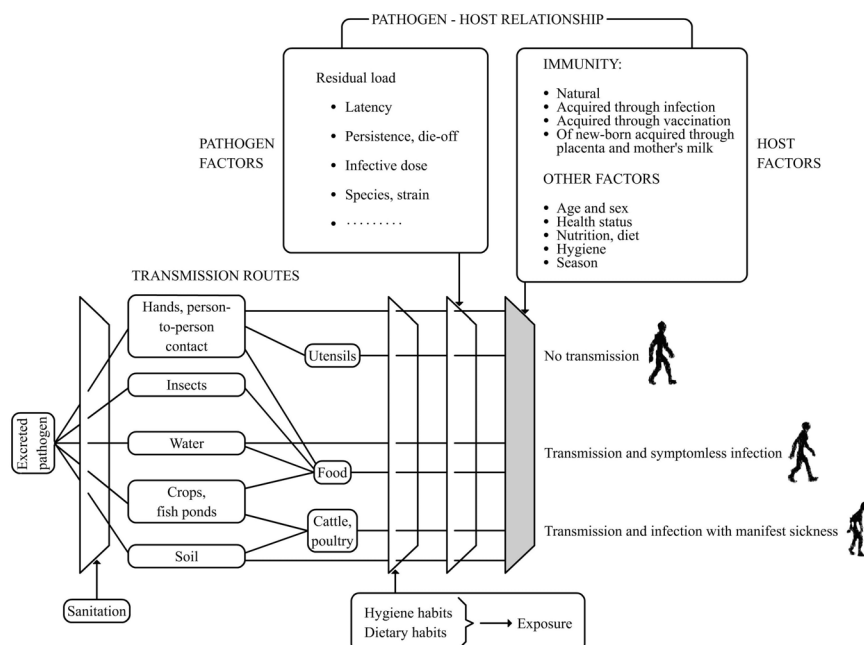 PATHOGEN - HOST RELATIONSHIP
PATHOGEN
FACTORS
Residual load
• Latency
• Persistence, die-off
• Infective dose
• Species, strain
• .........
IMMUNITY:
• Natural
• Acquired through infection
• Acquired through vaccination
• Of new-born acquired through
placenta and mother's milk
OTHER FACTORS
• Age and sex
• Health status
• Nutrition, diet
• Hygiene
• Season
HOST
FACTORS
TRANSMISSION ROUTES
Excreted
pathogen
Sanitation
Hands, person-
to-person
contact
Insects
Water
Crops,
fish ponds
Soil
Utensils
Food
Cattle,
poultry
Hygiene habits
Dietary habits
Exposure
No transmission
Transmission and symptomless infection
Transmission and infection with manifest sickness